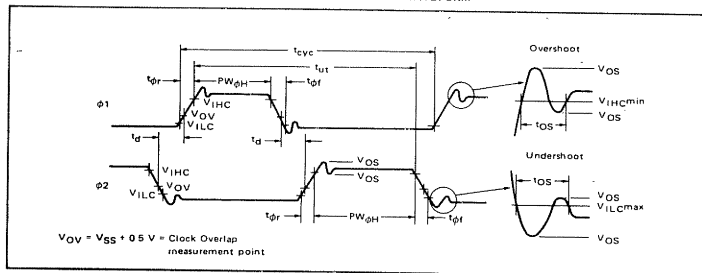 tcyc
tut
tφr
PWφH
tφf
φ1
VIHC
VOV
VILC
td
td
φ2
VIHC
VILC
VOV
VOS
VOS
tφr
PWφH
tφf
VOV = VSS + 0 5 V = Clock Overlap
measurement point
Overshoot
VOS
VIHCmin
VOS
tOS
Undershoot
tOS
VOS
VILCmax
VOS